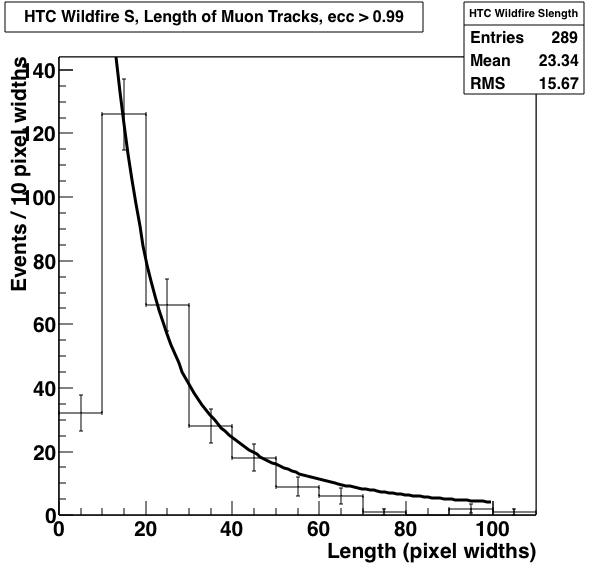 HTC Wildfire S, Length of Muon Tracks, ecc > 0.99
HTC Wildfire Slength
Entries 289
Mean 23.34
RMS 15.67
Events / 10 pixel widths
140
120
100
80
60
40
20
0
0 20 40 60 80 100
Length (pixel widths)